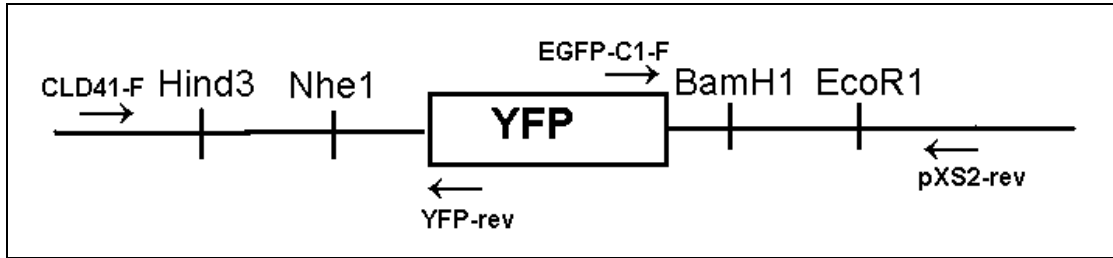 EGFP-C1-F
CLD41-F Hind3 Nhe1 BamH1 EcoR1
YFP
YFP-rev pXS2-rev